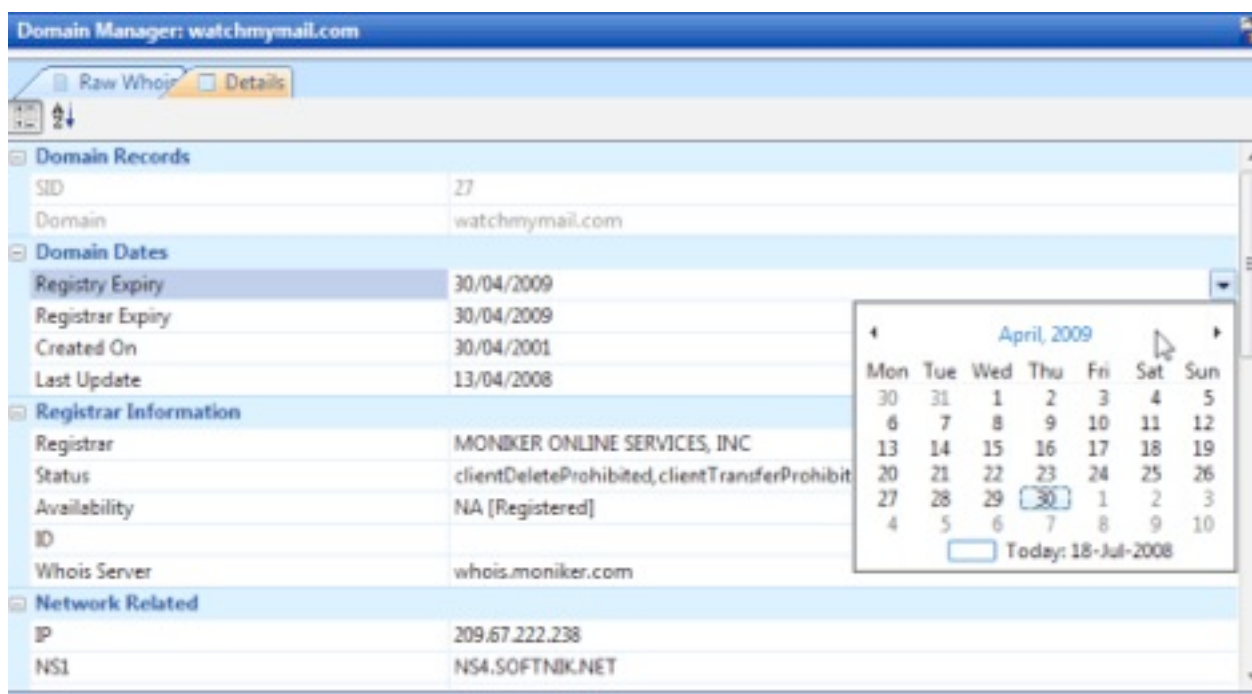 Domain Manager: watchmymail.com
Raw Whois Details
Domain Records
SID 27
Domain watchmymail.com
Domain Dates
Registry Expiry 30/04/2009
Registrar Expiry 30/04/2009
Created On 30/04/2001
Last Update 13/04/2008
Registrar Information
Registrar MONIKER ONLINE SERVICES, INC
Status clientDeleteProhibited,clientTransferProhibit
Availability NA [Registered]
ID
Whois Server whois.moniker.com
Network Related
IP 209.67.222.238
NS1 NS4.SOFTNIK.NET
April, 2009
Mon Tue Wed Thu Fri Sat Sun
30 31 1 2 3 4 5
6 7 8 9 10 11 12
13 14 15 16 17 18 19
20 21 22 23 24 25 26
27 28 29 30 1 2 3
4 5 6 7 8 9 10
Today: 18-Jul-2008